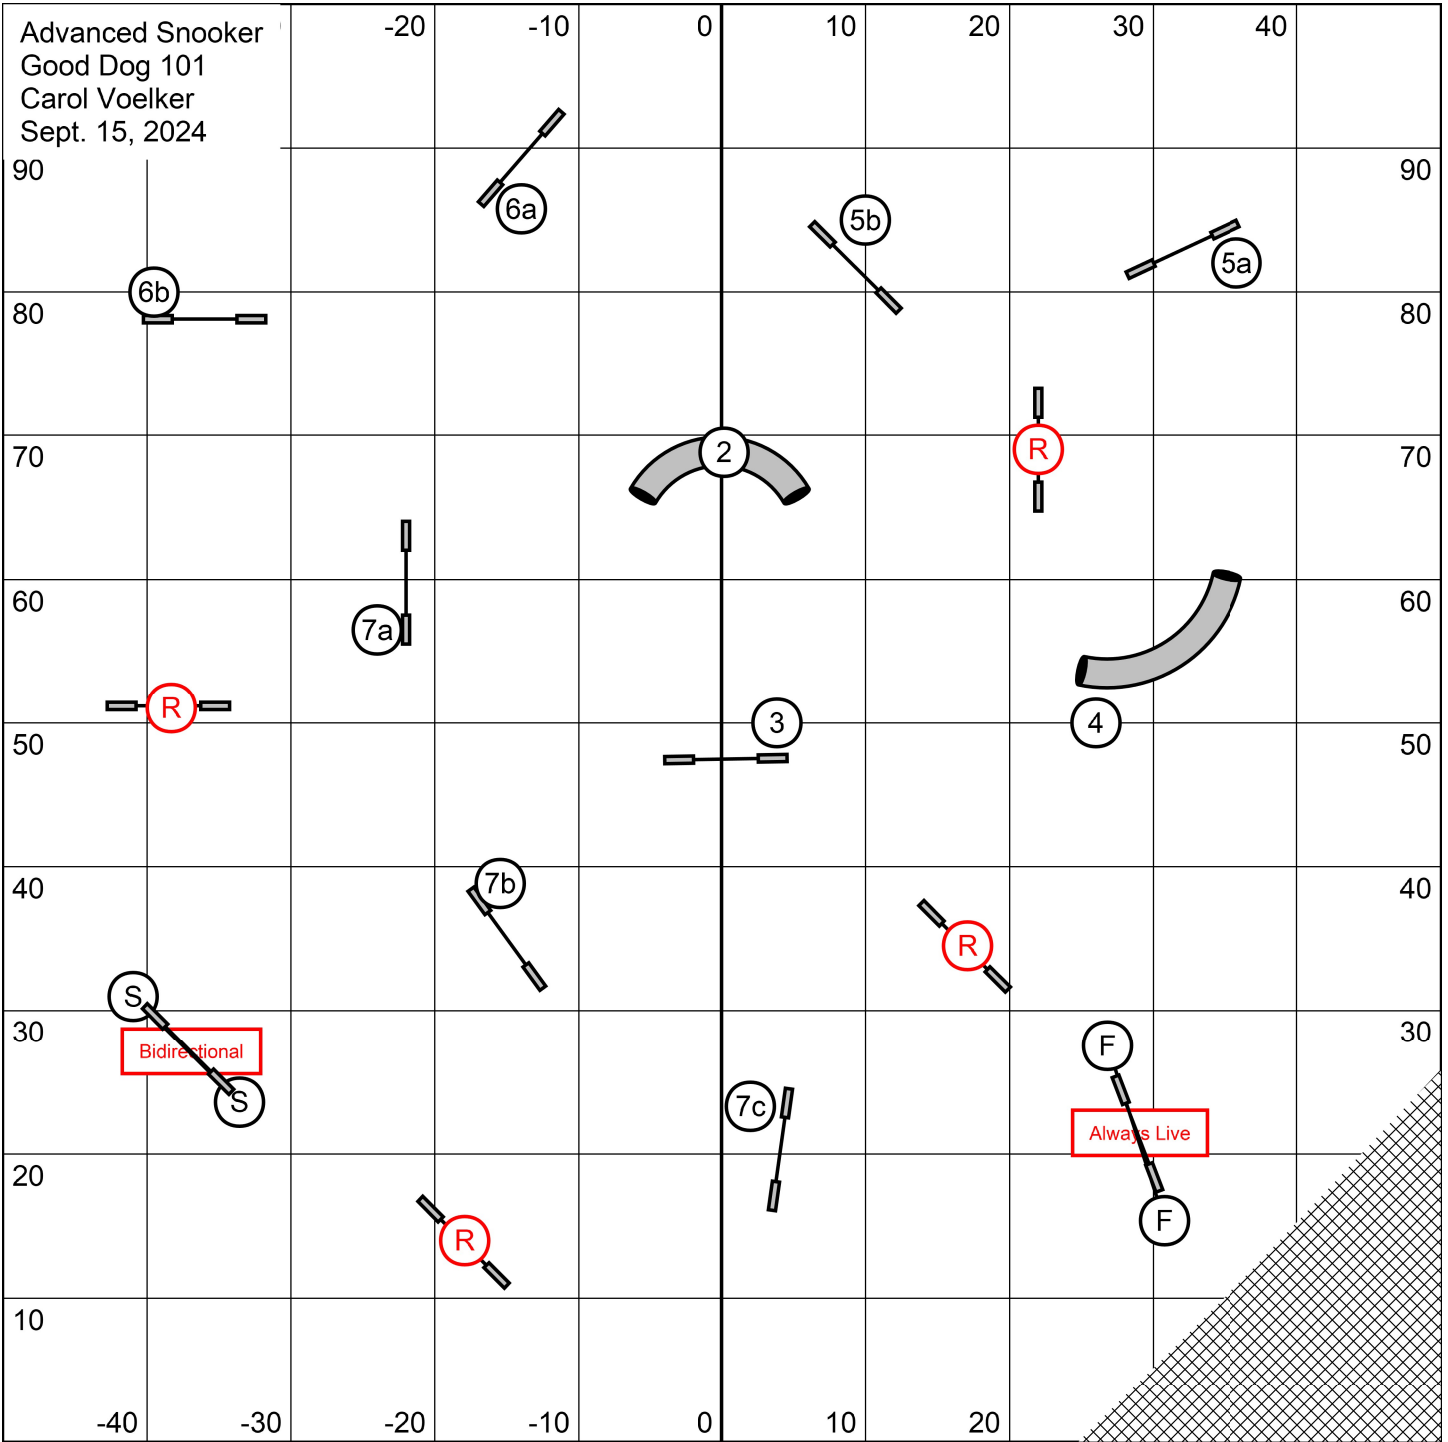 Advanced Snooker
Good Dog 101
Carol Voelker
Sept. 15, 2024
-20 -10 0 10 20 30 40
90 90
6a
5b
5a
6b
80 80
2
R
70 70
60 60
7a
R
3
4
50 50
7b
40 40
R
S
30 30
F
Bidirectional
S
7c
Always Live
20 20
F
R
10
-40 -30 -20 -10 0 10 20